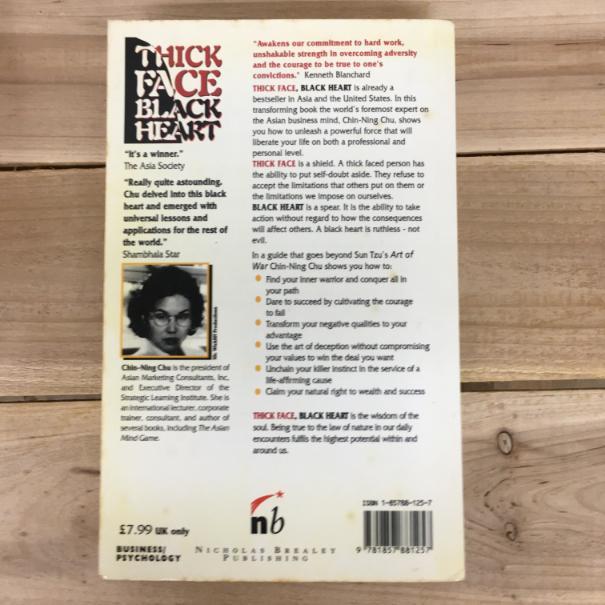 THICK
FACE
BLACK
HEART
"It's a winner."
The Asia Society
"Really quite astounding.
Chu delved into this black
heart and emerged with
universal lessons and
applications for the rest of
the world."
Shambhala Star
Chin-Ning Chu is the president of
Asian Marketing Consultants, Inc,
and Executive Director of the
Strategic Learning Institute. She is
an international lecturer, corporate
trainer, consultant, and author of
several books, including The Asian
Mind Game.
"Awakens our commitment to hard work,
unshakable strength in overcoming adversity
and the courage to be true to one's
convictions." Kenneth Blanchard
THICK FACE, BLACK HEART is already a
bestseller in Asia and the United States. In this
transforming book the world's foremost expert on
the Asian business mind, Chin-Ning Chu, shows
you how to unleash a powerful force that will
liberate your life on both a professional and
personal level.
THICK FACE is a shield. A thick faced person has
the ability to put self-doubt aside. They refuse to
accept the limitations that others put on them or
the limitations we impose on ourselves.
BLACK HEART is a spear. It is the ability to take
action without regard to how the consequences
will affect others. A black heart is ruthless - not
evil.
In a guide that goes beyond Sun Tzu's Art of
War Chin-Ning Chu shows you how to:
Find your inner warrior and conquer all in
your path
Dare to succeed by cultivating the courage
to fail
Transform your negative qualities to your
advantage
Use the art of deception without compromising
your values to win the deal you want
Unchain your killer instinct in the service of a
life-affirming cause
Claim your natural right to wealth and success
THICK FACE, BLACK HEART is the wisdom of the
soul. Being true to the law of nature in our daily
encounters fulfils the highest potential within and
around us.
£7.99 UK only
BUSINESS/
PSYCHOLOGY
nb
NICHOLAS BREALEY
PUBLISHING
ISBN 1-85788-125-7
9 781857 881257